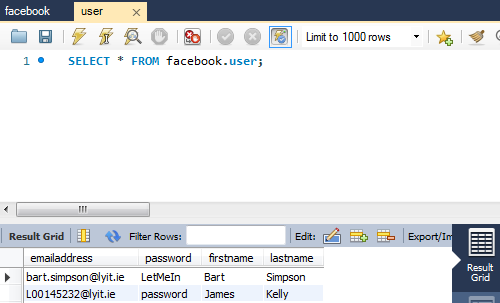 facebook user
Limit to 1000 rows
1 SELECT * FROM facebook.user;
Result Grid Filter Rows: Edit: Export/Im
Result
Grid
emailaddress password firstname lastname
bart.simpson@lyit.ie LetMeIn Bart Simpson
L00145232@lyit.ie password James Kelly